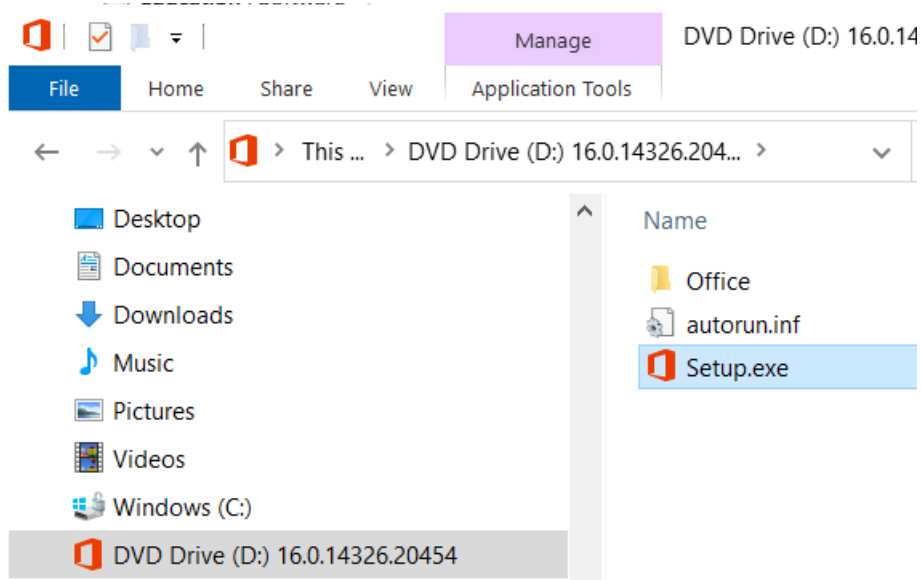 Manage
DVD Drive (D:) 16.0.14
File Home Share View Application Tools
This ... DVD Drive (D:) 16.0.14326.204...
Desktop
Documents
Downloads
Music
Pictures
Videos
Windows (C:)
DVD Drive (D:) 16.0.14326.20454
Name
Office
autorun.inf
Setup.exe